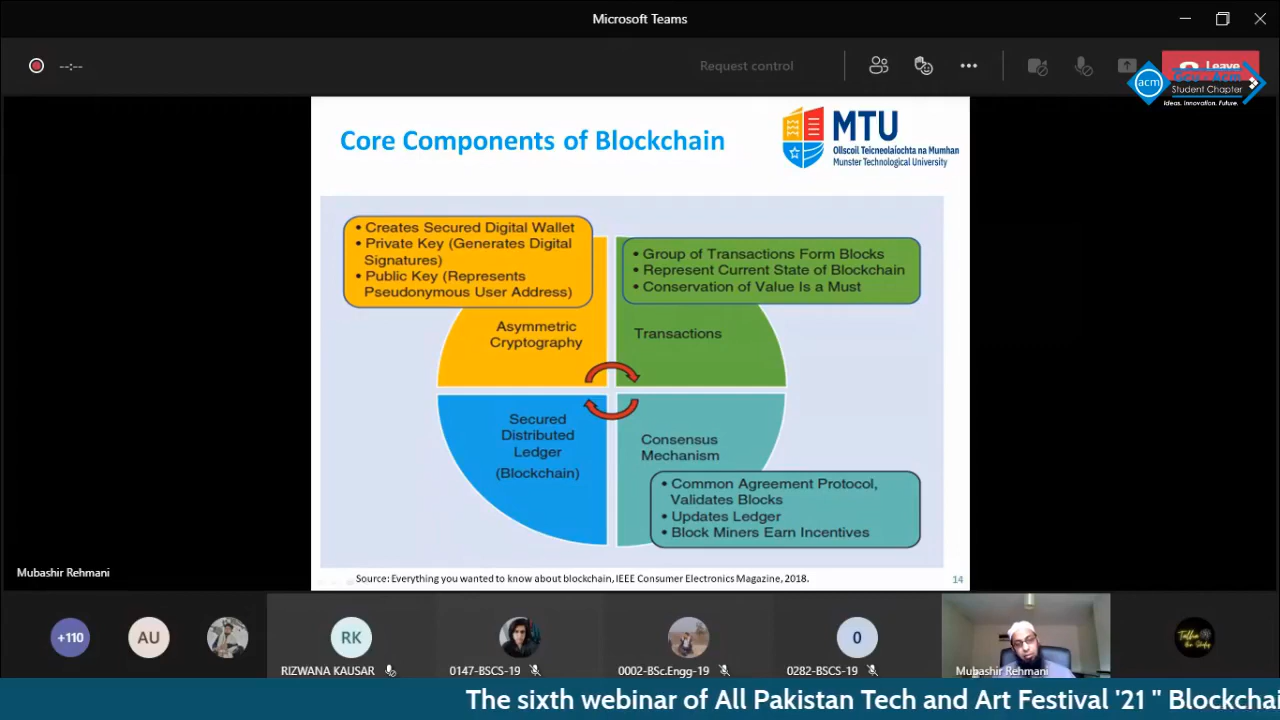 Microsoft Teams
--:--
Request control
Leave
acm
Student Chapter
Ideas. Innovation. Future.
Core Components of Blockchain
MTU
Ollscoil Teicneolaíochta na Mumhan
Munster Technological University
• Creates Secured Digital Wallet
• Private Key (Generates Digital
Signatures)
• Public Key (Represents
Pseudonymous User Address)
• Group of Transactions Form Blocks
• Represent Current State of Blockchain
• Conservation of Value Is a Must
Asymmetric
Cryptography
Transactions
Secured
Distributed
Ledger
(Blockchain)
Consensus
Mechanism
• Common Agreement Protocol,
Validates Blocks
• Updates Ledger
• Block Miners Earn Incentives
Mubashir Rehmani
Source: Everything you wanted to know about blockchain, IEEE Consumer Electronics Magazine, 2018.
14
+110
AU
RK
RIZWANA KAUSAR
0147-BSCS-19
0002-BSc.Engg-19
0
0282-BSCS-19
Mubashir Rehmani
The sixth webinar of All Pakistan Tech and Art Festival '21 " Blockchai